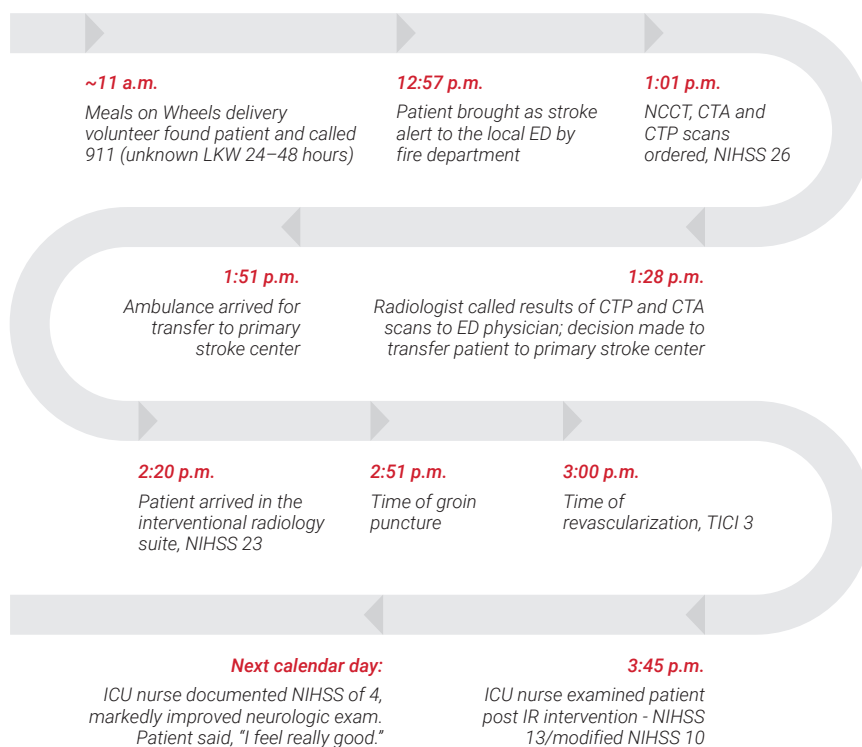 ~11 a.m.
Meals on Wheels delivery
volunteer found patient and called
911 (unknown LKW 24–48 hours)
12:57 p.m.
Patient brought as stroke
alert to the local ED by
fire department
1:01 p.m.
NCCT, CTA and
CTP scans
ordered, NIHSS 26
1:28 p.m.
Radiologist called results of CTP and CTA
scans to ED physician; decision made to
transfer patient to primary stroke center
1:51 p.m.
Ambulance arrived for
transfer to primary
stroke center
2:20 p.m.
Patient arrived in the
interventional radiology
suite, NIHSS 23
2:51 p.m.
Time of groin
puncture
3:00 p.m.
Time of
revascularization, TICI 3
3:45 p.m.
ICU nurse examined patient
post IR intervention - NIHSS
13/modified NIHSS 10
Next calendar day:
ICU nurse documented NIHSS of 4,
markedly improved neurologic exam.
Patient said, “I feel really good.”